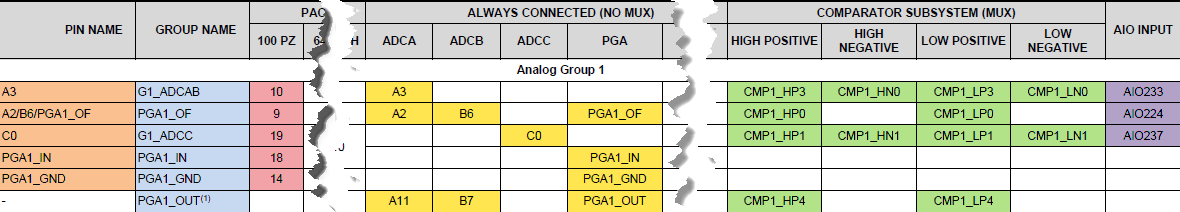 PIN NAME GROUP NAME PAC ALWAYS CONNECTED (NO MUX) COMPARATOR SUBSYSTEM (MUX) AIO INPUT
100 PZ 64 H ADCA ADCB ADCC PGA HIGH POSITIVE HIGH NEGATIVE LOW POSITIVE LOW NEGATIVE
Analog Group 1
A3 G1_ADCAB 10 A3 CMP1_HP3 CMP1_HN0 CMP1_LP3 CMP1_LN0 AIO233
A2/B6/PGA1_OF PGA1_OF 9 A2 B6 PGA1_OF CMP1_HP0 CMP1_LP0 AIO224
C0 G1_ADCC 19 C0 CMP1_HP1 CMP1_HN1 CMP1_LP1 CMP1_LN1 AIO237
PGA1_IN PGA1_IN 18 PGA1_IN
PGA1_GND PGA1_GND 14 PGA1_GND
- PGA1_OUT(1) A11 B7 PGA1_OUT CMP1_HP4 CMP1_LP4